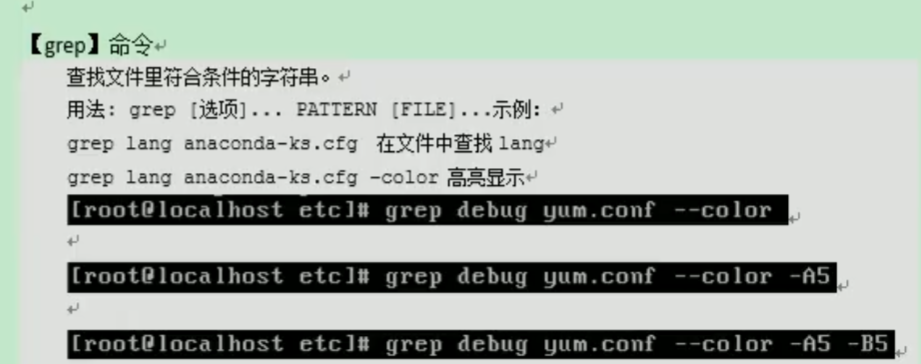 【grep】命令
查找文件里符合条件的字符串。
用法: grep [选项]... PATTERN [FILE]...示例:
grep lang anaconda-ks.cfg 在文件中查找 lang
grep lang anaconda-ks.cfg –color 高亮显示
[root@localhost etc]# grep debug yum.conf --color
[root@localhost etc]# grep debug yum.conf --color -A5
[root@localhost etc]# grep debug yum.conf --color -A5 -B5